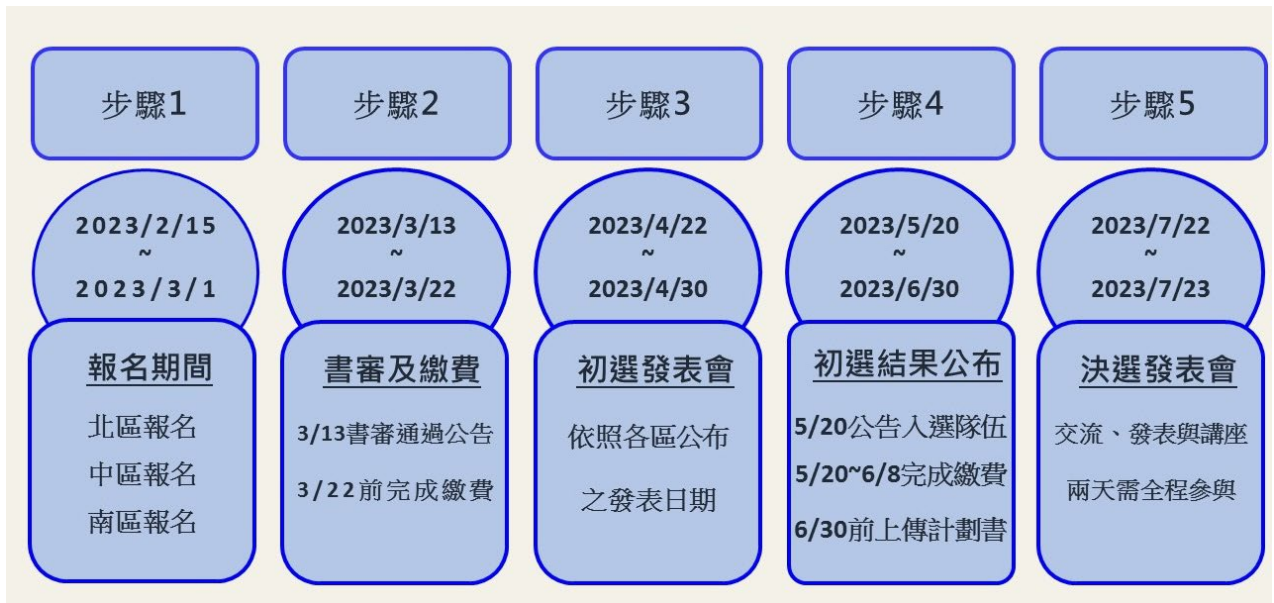 步驟1
2023/2/15
~
2023/3/1
報名期間
北區報名
中區報名
南區報名
步驟2
2023/3/13
~
2023/3/22
書審及繳費
3/13書審通過公告
3/22前完成繳費
步驟3
2023/4/22
~
2023/4/30
初選發表會
依照各區公布
之發表日期
步驟4
2023/5/20
~
2023/6/30
初選結果公布
5/20公告入選隊伍
5/20~6/8完成繳費
6/30前上傳計劃書
步驟5
2023/7/22
~
2023/7/23
決選發表會
交流、發表與講座
兩天需全程參與